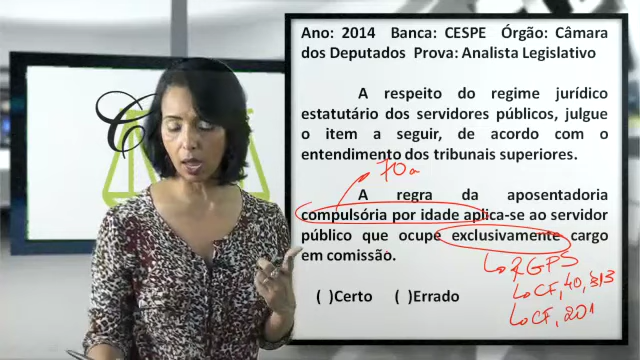 Ano: 2014 Banca: CESPE Órgão: Câmara
dos Deputados Prova: Analista Legislativo
A respeito do regime jurídico
estatutário dos servidores públicos, julgue
o item a seguir, de acordo com o
entendimento dos tribunais superiores.
70a
A regra da aposentadoria
compulsória por idade aplica-se ao servidor
público que ocupe exclusivamente cargo
em comissão.
RGPS
CF, 40, §13
CF, 201
( )Certo ( )Errado